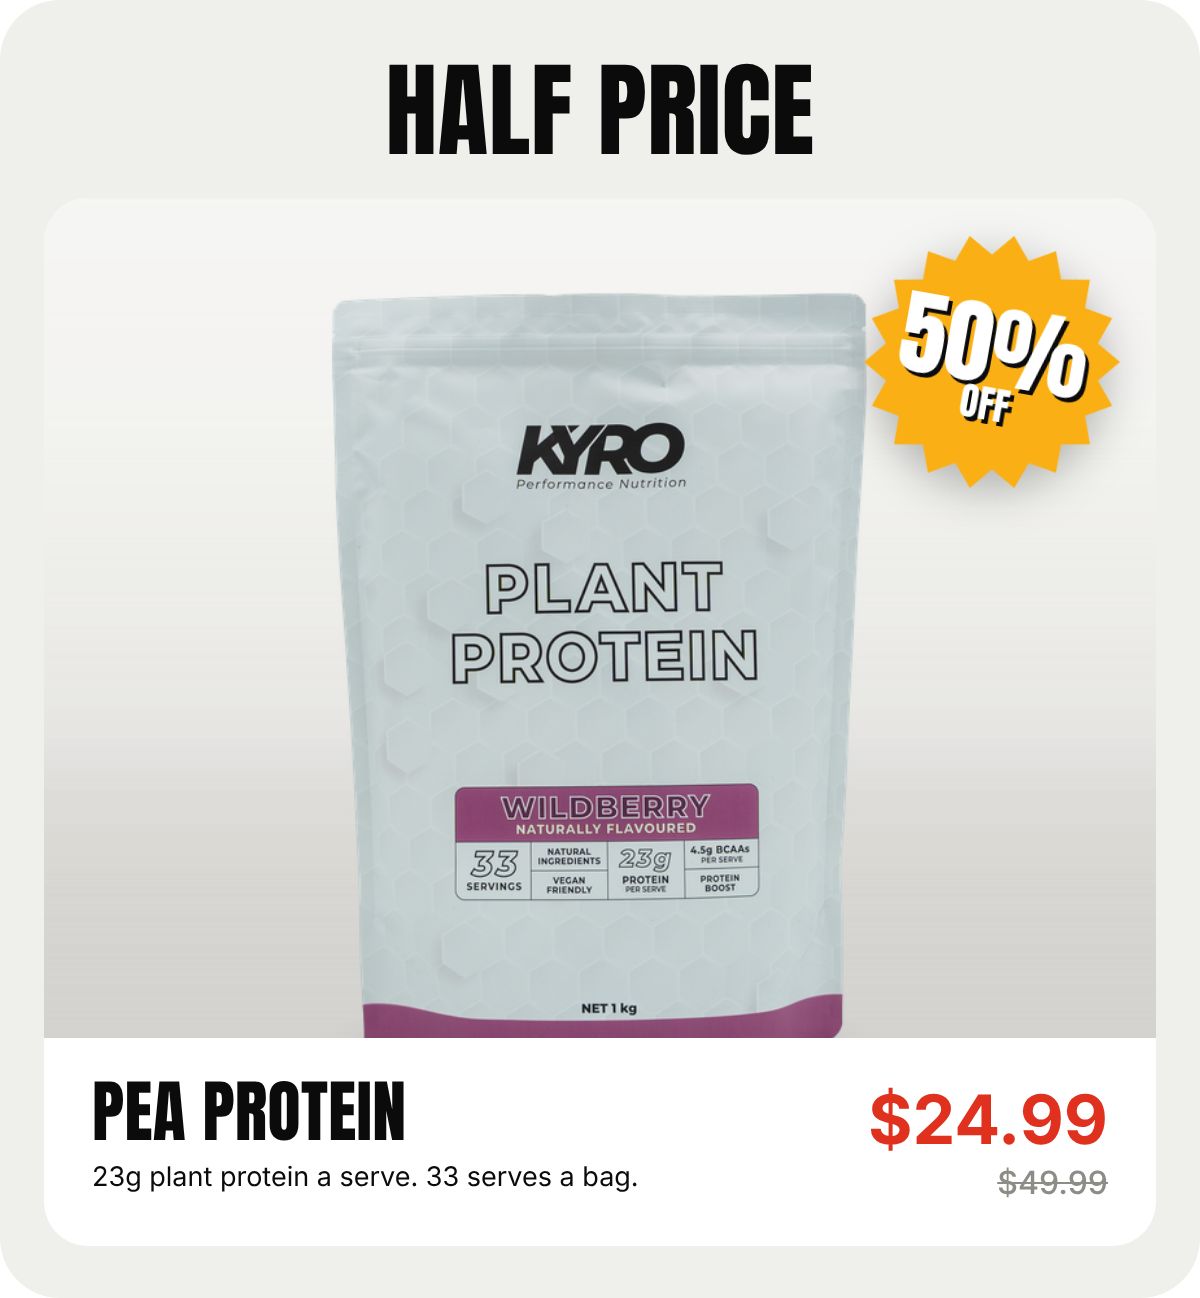 HALF PRICE
50%
OFF
KYRO
Performance Nutrition
PLANT
PROTEIN
WILDBERRY
NATURALLY FLAVOURED
33
SERVINGS
NATURAL
INGREDIENTS
VEGAN
FRIENDLY
23g
PROTEIN
PER SERVE
4.5g BCAAs
PER SERVE
PROTEIN
BOOST
NET 1 kg
PEA PROTEIN
23g plant protein a serve. 33 serves a bag.
$24.99
$49.99